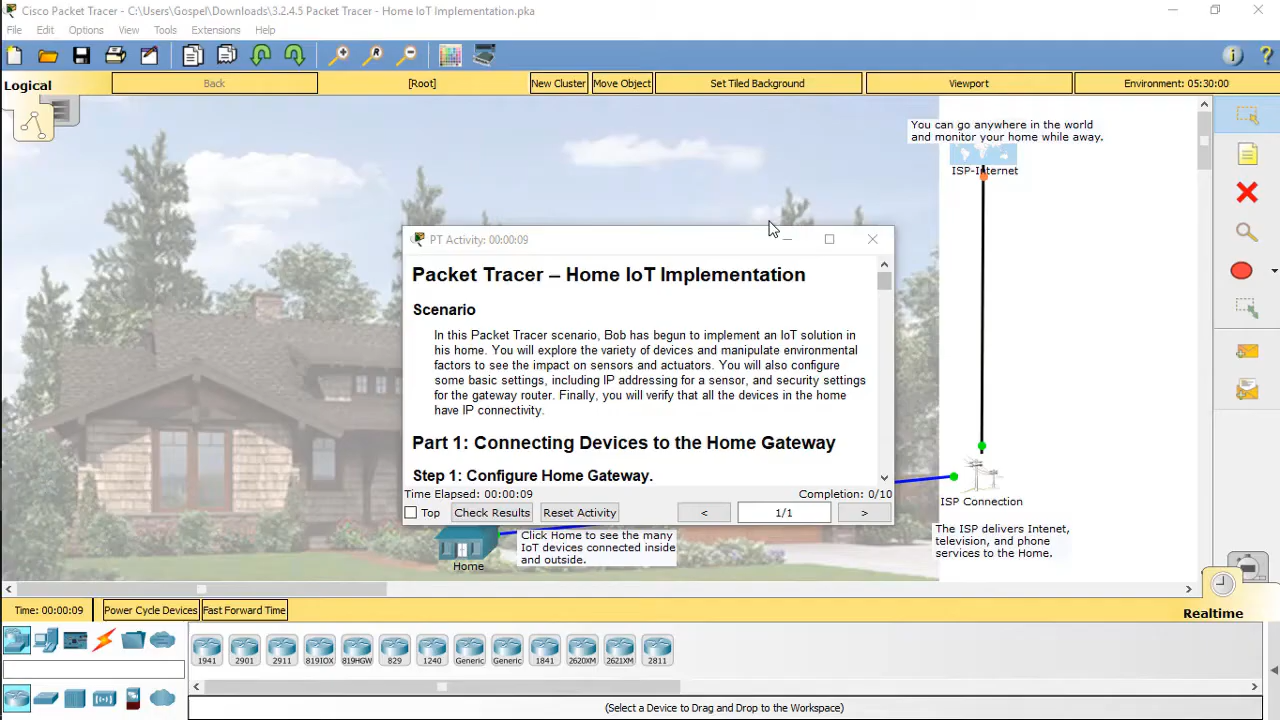 Cisco Packet Tracer - C:\Users\Gospel\Downloads\3.2.4.5 Packet Tracer - Home IoT Implementation.pka
File Edit Options View Tools Extensions Help
Logical Back [Root] New Cluster Move Object Set Tiled Background Viewport Environment: 05:30:00
You can go anywhere in the world
and monitor your home while away.
ISP-Internet
PT Activity: 00:00:09
Packet Tracer – Home IoT Implementation
Scenario
In this Packet Tracer scenario, Bob has begun to implement an IoT solution in
his home. You will explore the variety of devices and manipulate environmental
factors to see the impact on sensors and actuators. You will also configure
some basic settings, including IP addressing for a sensor, and security settings
for the gateway router. Finally, you will verify that all the devices in the home
have IP connectivity.
Part 1: Connecting Devices to the Home Gateway
Step 1: Configure Home Gateway.
Time Elapsed: 00:00:09 Completion: 0/10
Top Check Results Reset Activity < 1/1 >
ISP Connection
The ISP delivers Intenet,
television, and phone
services to the Home.
Click Home to see the many
IoT devices connected inside
and outside.
Home
Time: 00:00:09 Power Cycle Devices Fast Forward Time Realtime
1941 2901 2911 819IOX 819HGW 829 1240 Generic Generic 1841 2620XM 2621XM 2811
(Select a Device to Drag and Drop to the Workspace)